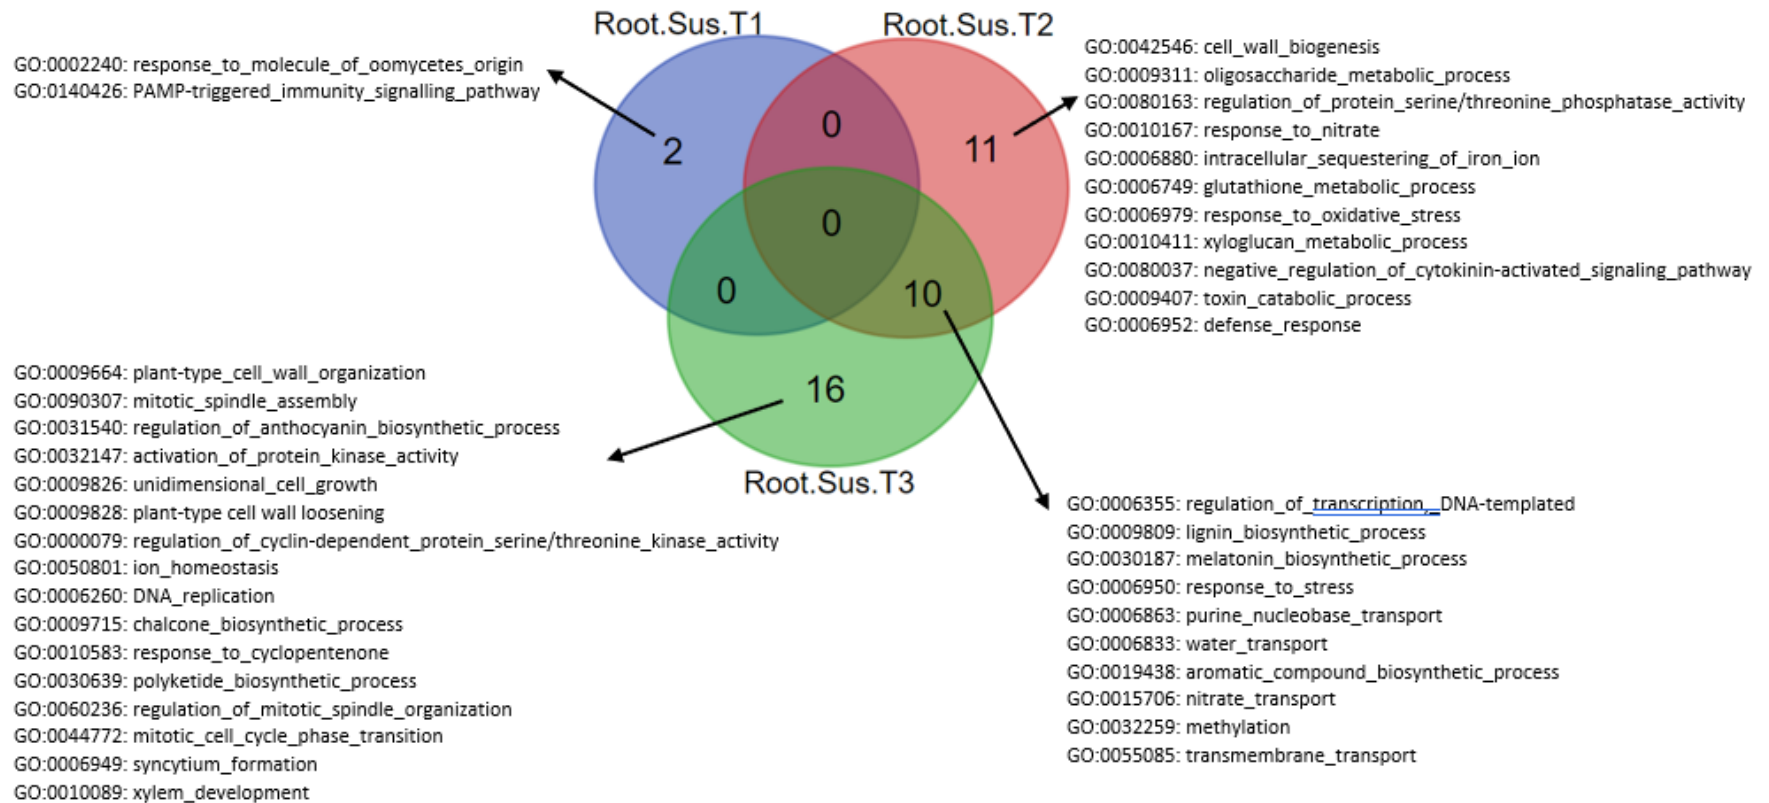 Root.Sus.T1
Root.Sus.T2
GO:0002240: response_to_molecule_of_oomycetes_origin
GO:0140426: PAMP-triggered_immunity_signalling_pathway
0
2
11
0
0
10
16
Root.Sus.T3
GO:0042546: cell_wall_biogenesis
GO:0009311: oligosaccharide_metabolic_process
GO:0080163: regulation_of_protein_serine/threonine_phosphatase_activity
GO:0010167: response_to_nitrate
GO:0006880: intracellular_sequestering_of_iron_ion
GO:0006749: glutathione_metabolic_process
GO:0006979: response_to_oxidative_stress
GO:0010411: xyloglucan_metabolic_process
GO:0080037: negative_regulation_of_cytokinin-activated_signaling_pathway
GO:0009407: toxin_catabolic_process
GO:0006952: defense_response
GO:0009664: plant-type_cell_wall_organization
GO:0090307: mitotic_spindle_assembly
GO:0031540: regulation_of_anthocyanin_biosynthetic_process
GO:0032147: activation_of_protein_kinase_activity
GO:0009826: unidimensional_cell_growth
GO:0009828: plant-type cell wall loosening
GO:0000079: regulation_of_cyclin-dependent_protein_serine/threonine_kinase_activity
GO:0050801: ion_homeostasis
GO:0006260: DNA_replication
GO:0009715: chalcone_biosynthetic_process
GO:0010583: response_to_cyclopentenone
GO:0030639: polyketide_biosynthetic_process
GO:0060236: regulation_of_mitotic_spindle_organization
GO:0044772: mitotic_cell_cycle_phase_transition
GO:0006949: syncytium_formation
GO:0010089: xylem_development
GO:0006355: regulation_of_transcription,_DNA-templated
GO:0009809: lignin_biosynthetic_process
GO:0030187: melatonin_biosynthetic_process
GO:0006950: response_to_stress
GO:0006863: purine_nucleobase_transport
GO:0006833: water_transport
GO:0019438: aromatic_compound_biosynthetic_process
GO:0015706: nitrate_transport
GO:0032259: methylation
GO:0055085: transmembrane_transport